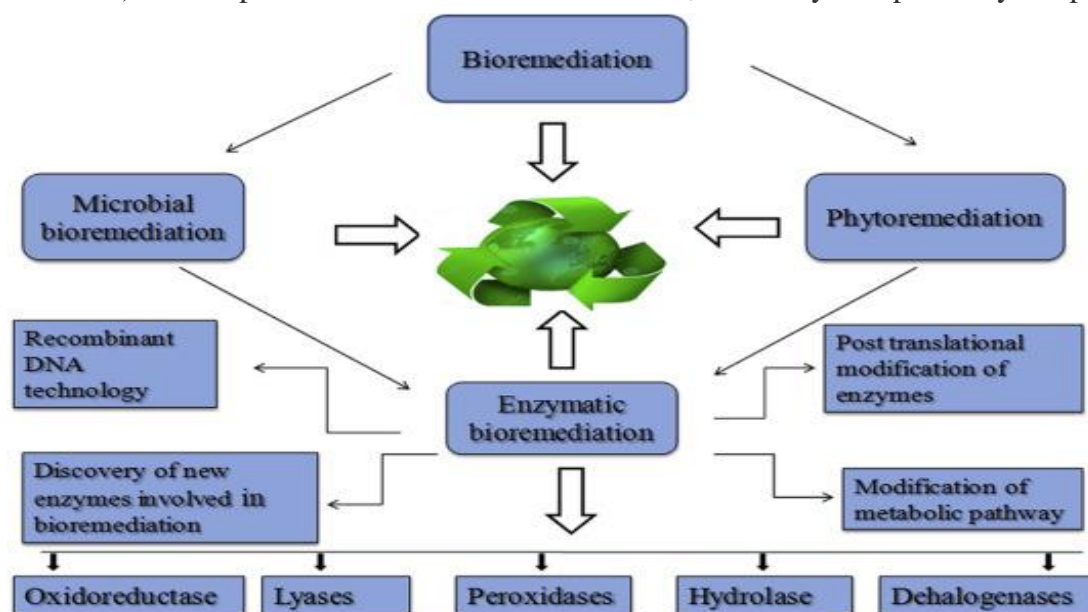 Bioremediation
Microbial
bioremediation
Phytoremediation
Recombinant
DNA
technology
Post translational
modification of
enzymes
Enzymatic
bioremediation
Discovery of new
enzymes involved in
bioremediation
Modification of
metabolic pathway
Oxidoreductase
Lyases
Peroxidases
Hydrolase
Dehalogenases